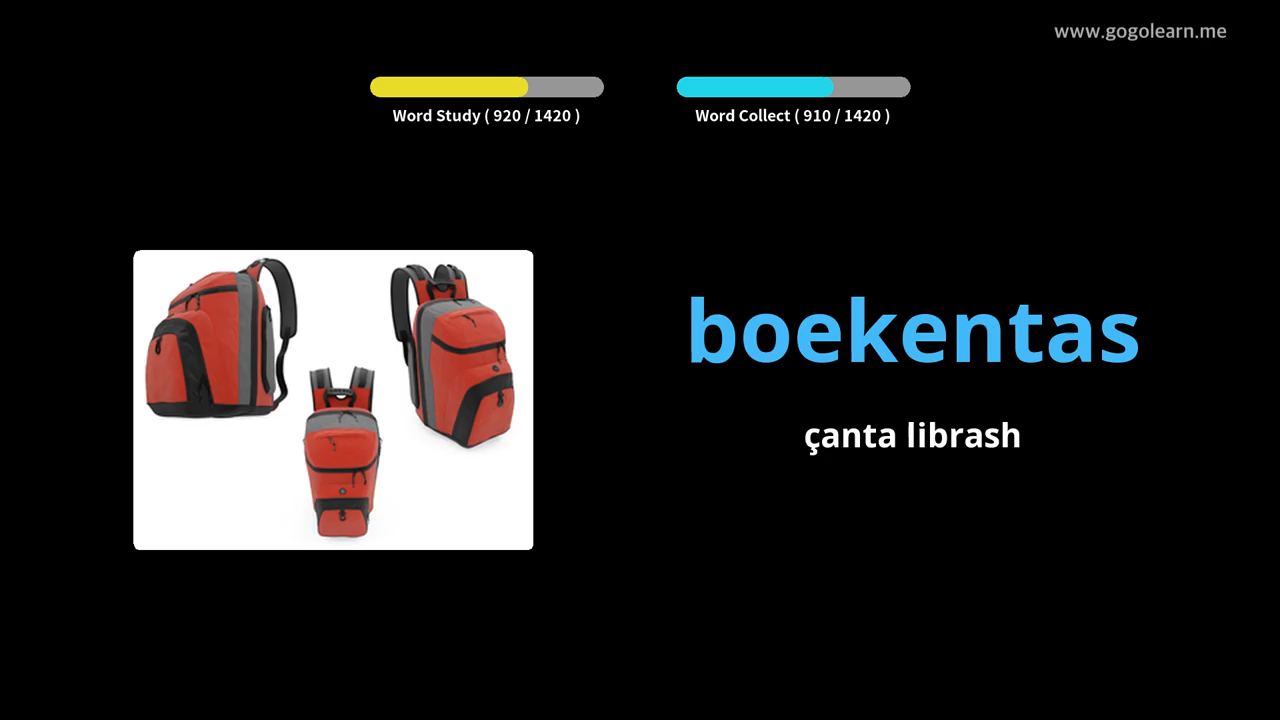 www.gogolearn.me
Word Study ( 920 / 1420 )
Word Collect ( 910 / 1420 )
boekentas
çanta librash